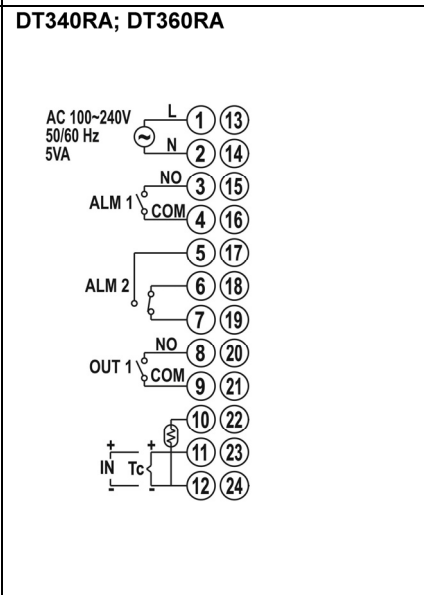 DT340RA; DT360RA
AC 100~240V
50/60 Hz
5VA
L
N
1 13
2 14
NO
ALM 1
COM
3 15
4 16
ALM 2
5 17
6 18
7 19
NO
OUT 1
COM
8 20
9 21
10 22
+ +
IN Tc
- -
11 23
12 24